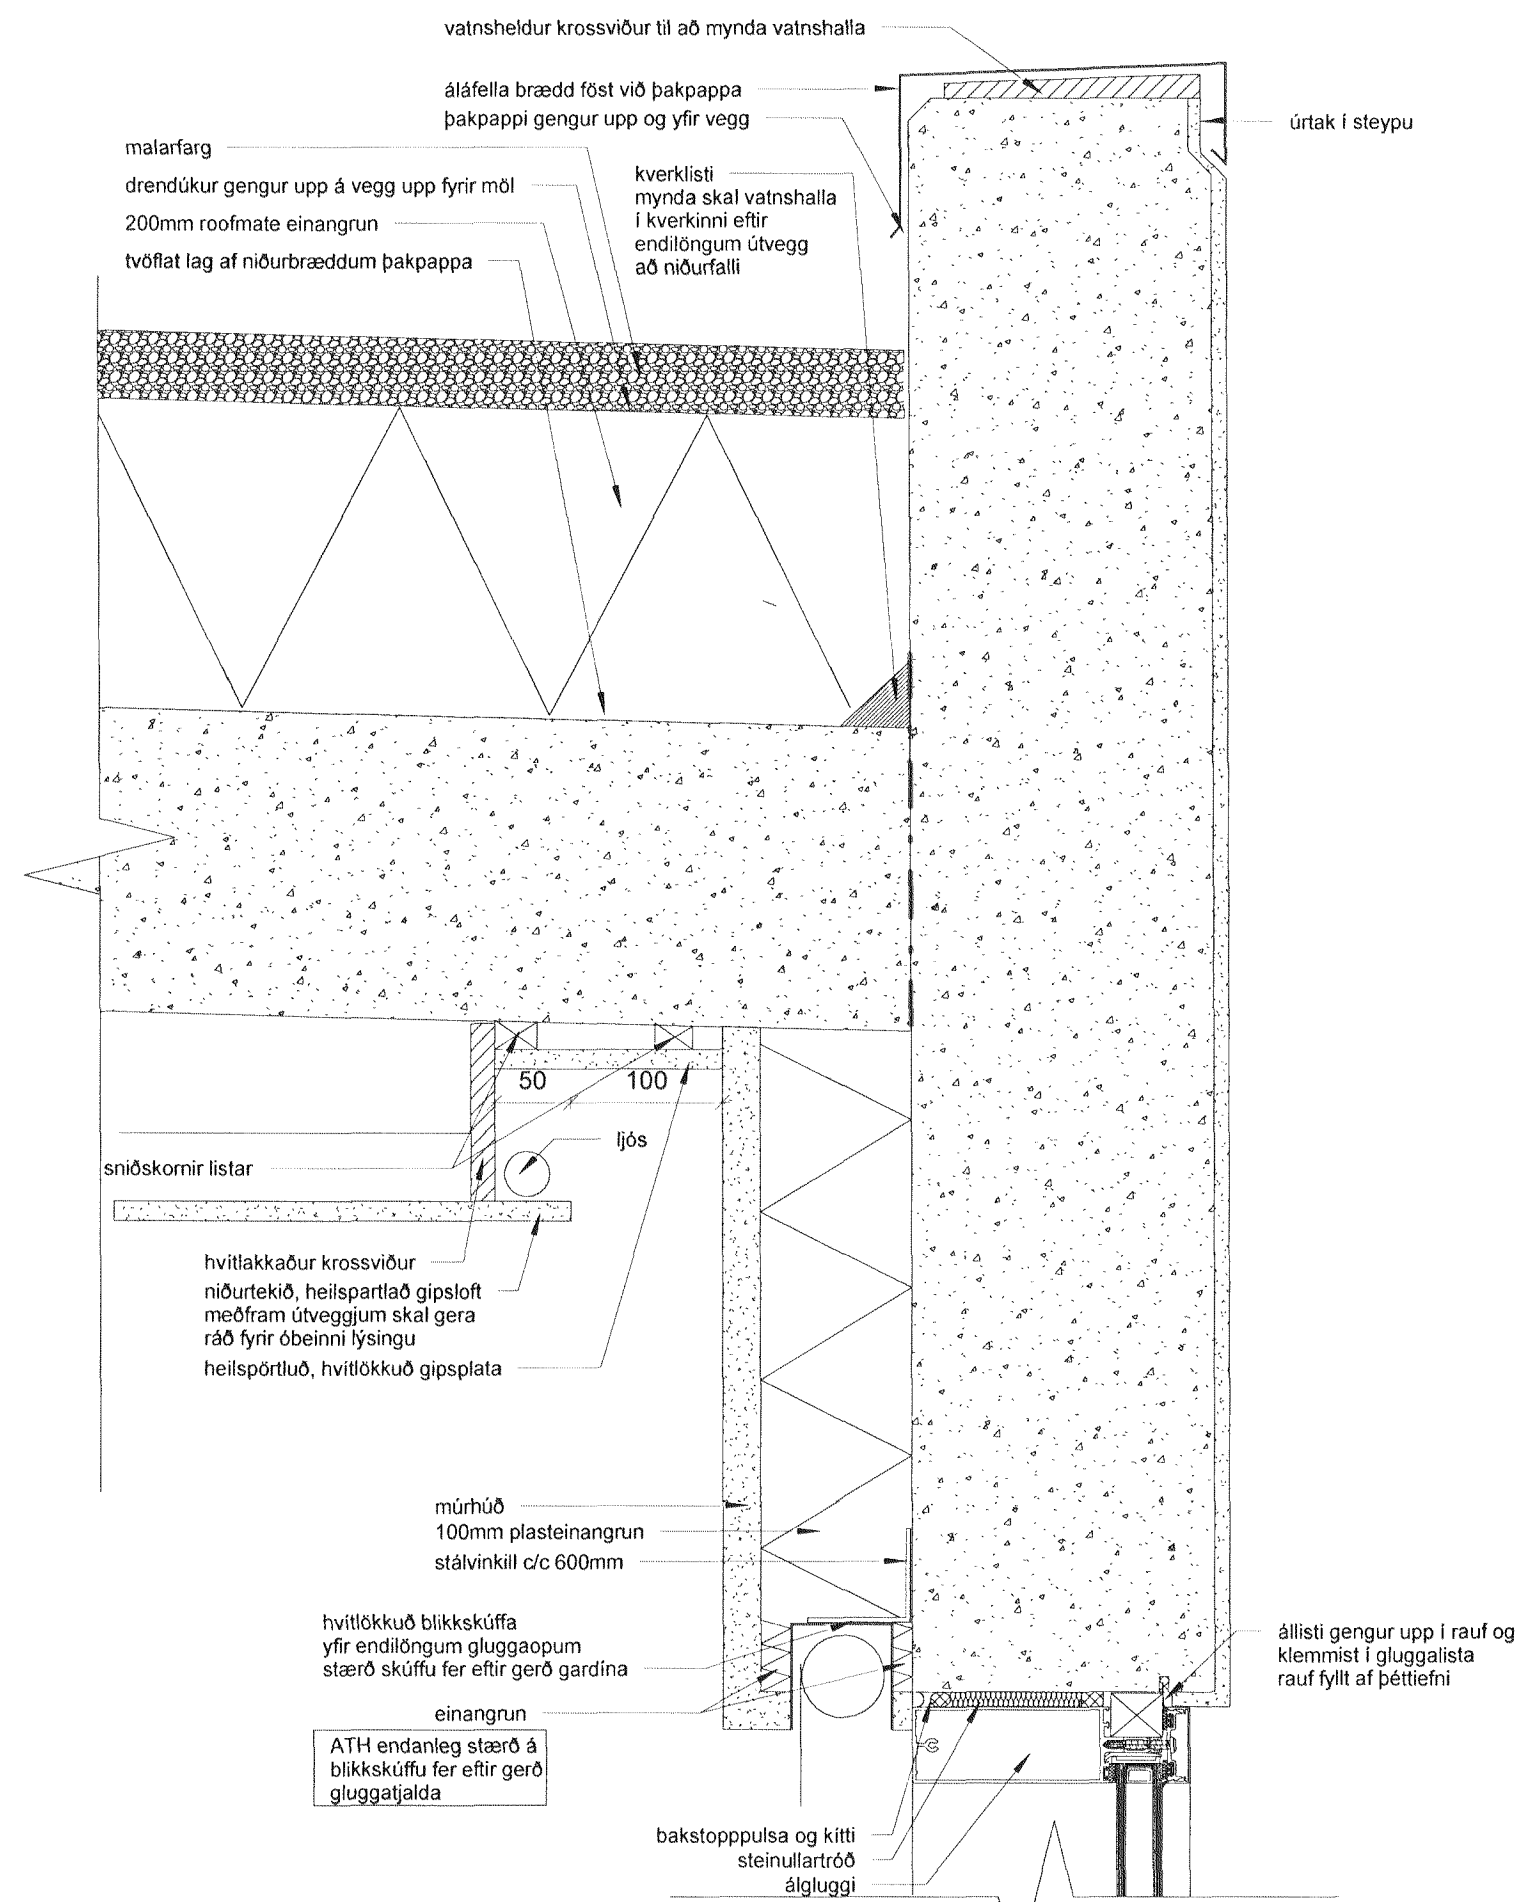 vatnsheldur krossviður til að mynda vatnshalla
áláfella brædd föst við þakpappa
þakpappi gengur upp og yfir vegg
úrtak í steypu
malarfarg
drendúkur gengur upp á vegg upp fyrir möl
200mm roofmate einangrun
tvöflat lag af niðurbræddum þakpappa
kverklisti
mynda skal vatnshalla
í kverkinni eftir
endilöngum útvegg
að niðurfalli
50
100
ljós
sniðskornir listar
hvítlakkaður krossviður
niðurtekið, heilspartlað gipsloft
meðfram útveggjum skal gera
ráð fyrir óbeinni lýsingu
heilspörtluð, hvítlökkuð gipsplata
múrhúð
100mm plasteinangrun
stálvinkill c/c 600mm
hvítlökkuð blikkskúffa
yfir endilöngum gluggaopum
stærð skúffu fer eftir gerð gardína
einangrun
ATH endanleg stærð á
blikkskúffu fer eftir gerð
gluggatjalda
állisti gengur upp í rauf og
klemmist í gluggalista
rauf fyllt af þéttiefni
bakstopppulsa og kítti
steinullartróð
álgluggi